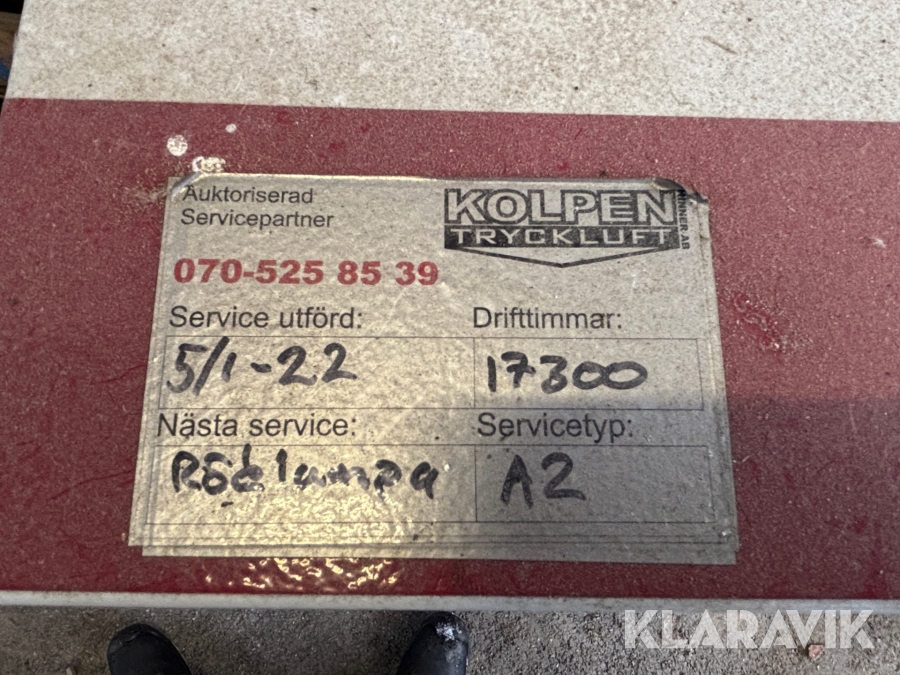 Auktoriserad
Servicepartner
KOLPEN
TRYCKLUFT
070-525 85 39
Service utförd:
Drifttimmar:
5/1-22
17300
Nästa service:
Servicetyp:
Rödlampa
A2
KLARAVIK